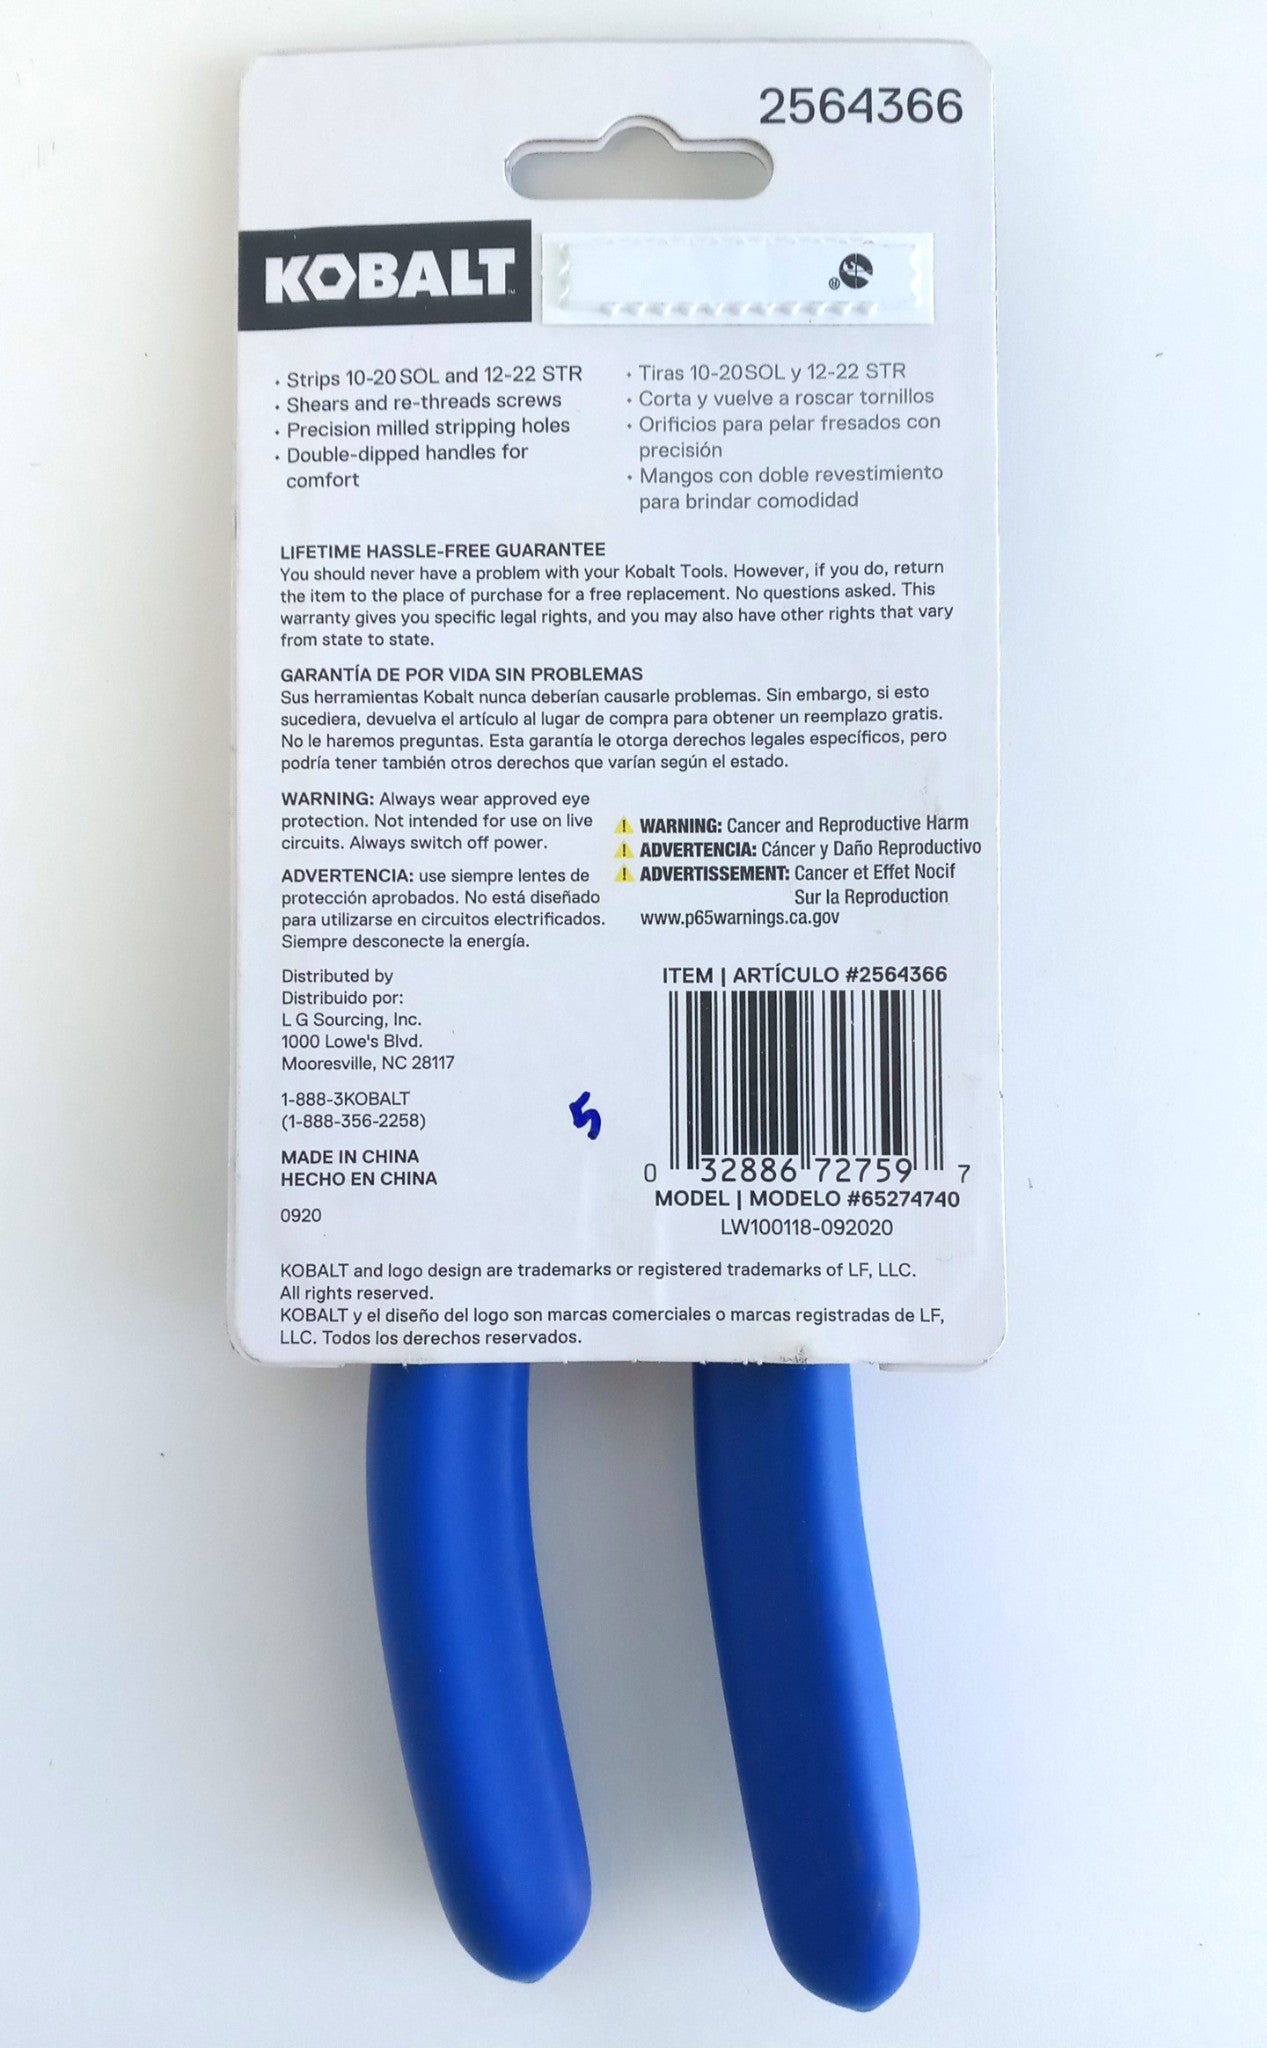 2564366
KOBALT™
®
• Strips 10-20 SOL and 12-22 STR
• Shears and re-threads screws
• Precision milled stripping holes
• Double-dipped handles for
comfort
• Tiras 10-20SOL y 12-22 STR
• Corta y vuelve a roscar tornillos
• Orificios para pelar fresados con
precisión
• Mangos con doble revestimiento
para brindar comodidad
LIFETIME HASSLE-FREE GUARANTEE
You should never have a problem with your Kobalt Tools. However, if you do, return
the item to the place of purchase for a free replacement. No questions asked. This
warranty gives you specific legal rights, and you may also have other rights that vary
from state to state.
GARANTÍA DE POR VIDA SIN PROBLEMAS
Sus herramientas Kobalt nunca deberían causarle problemas. Sin embargo, si esto
sucediera, devuelva el artículo al lugar de compra para obtener un reemplazo gratis.
No le haremos preguntas. Esta garantía le otorga derechos legales específicos, pero
podría tener también otros derechos que varían según el estado.
WARNING: Always wear approved eye
protection. Not intended for use on live
circuits. Always switch off power.
ADVERTENCIA: use siempre lentes de
protección aprobados. No está diseñado
para utilizarse en circuitos electrificados.
Siempre desconecte la energía.
WARNING: Cancer and Reproductive Harm
ADVERTENCIA: Cáncer y Daño Reproductivo
ADVERTISSEMENT: Cancer et Effet Nocif
Sur la Reproduction
www.p65warnings.ca.gov
Distributed by
Distribuido por:
L G Sourcing, Inc.
1000 Lowe's Blvd.
Mooresville, NC 28117
1-888-3KOBALT
(1-888-356-2258)
MADE IN CHINA
HECHO EN CHINA
0920
5
ITEM | ARTÍCULO #2564366
0 32886 72759 7
MODEL | MODELO #65274740
LW100118-092020
KOBALT and logo design are trademarks or registered trademarks of LF, LLC.
All rights reserved.
KOBALT y el diseño del logo son marcas comerciales o marcas registradas de LF,
LLC. Todos los derechos reservados.